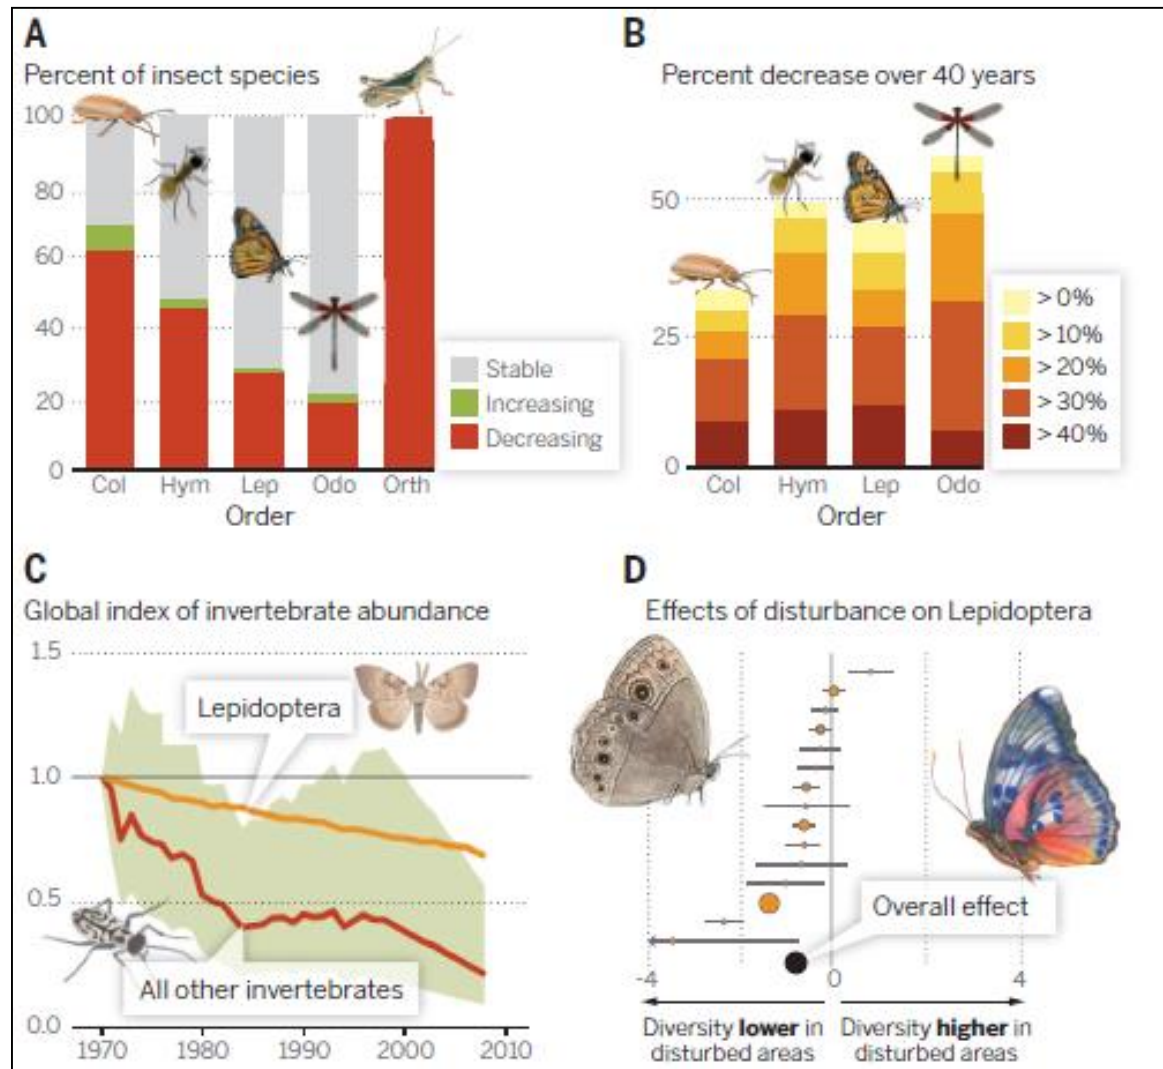 A
Percent of insect species
100
80
60
40
20
0
Col Hym Lep Odo Orth
Order
Stable
Increasing
Decreasing
B
Percent decrease over 40 years
50
25
0
Col Hym Lep Odo
Order
> 0%
> 10%
> 20%
> 30%
> 40%
C
Global index of invertebrate abundance
1.5
1.0
0.5
0.0
Lepidoptera
All other invertebrates
1970 1980 1990 2000 2010
D
Effects of disturbance on Lepidoptera
Overall effect
-4 0 4
Diversity lower in
disturbed areas
Diversity higher in
disturbed areas